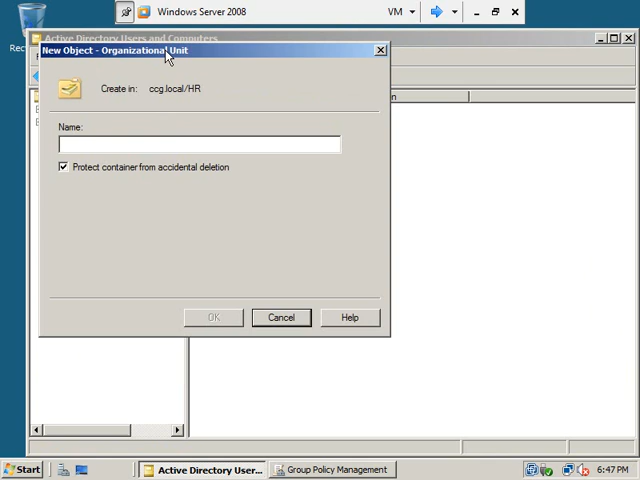 Windows Server 2008
VM
Active Directory Users and Computers
New Object - Organizational Unit
Create in: ccg.local/HR
Name:
Protect container from accidental deletion
OK
Cancel
Help
Start
Active Directory User...
Group Policy Management
6:47 PM